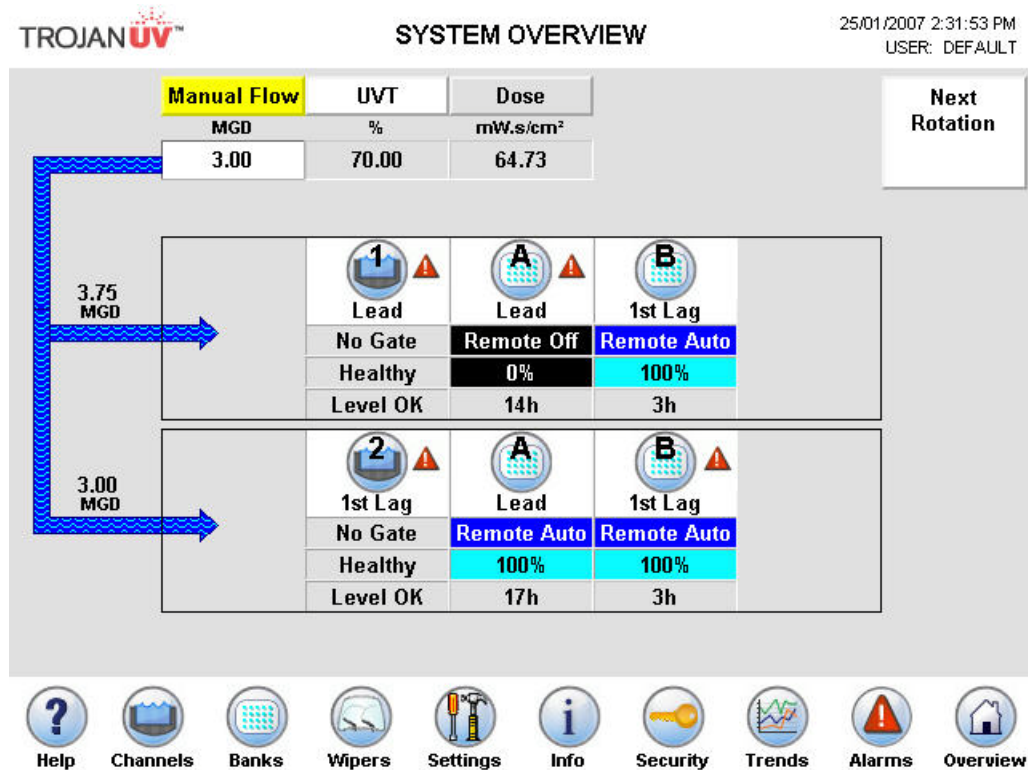 TROJANUV™
SYSTEM OVERVIEW
25/01/2007 2:31:53 PM
USER: DEFAULT
Manual Flow UVT Dose
MGD % mW.s/cm²
3.00 70.00 64.73
Next
Rotation
3.75
MGD
1 A B
Lead Lead 1st Lag
No Gate Remote Off Remote Auto
Healthy 0% 100%
Level OK 14h 3h
3.00
MGD
2 A B
1st Lag Lead 1st Lag
No Gate Remote Auto Remote Auto
Healthy 100% 100%
Level OK 17h 3h
? i
Help Channels Banks Wipers Settings Info Security Trends Alarms Overview